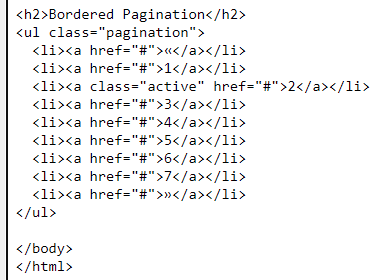 <h2>Bordered Pagination</h2>
<ul class="pagination">
<li><a href="#">«</a></li>
<li><a href="#">1</a></li>
<li><a class="active" href="#">2</a></li>
<li><a href="#">3</a></li>
<li><a href="#">4</a></li>
<li><a href="#">5</a></li>
<li><a href="#">6</a></li>
<li><a href="#">7</a></li>
<li><a href="#">»</a></li>
</ul>
</body>
</html>